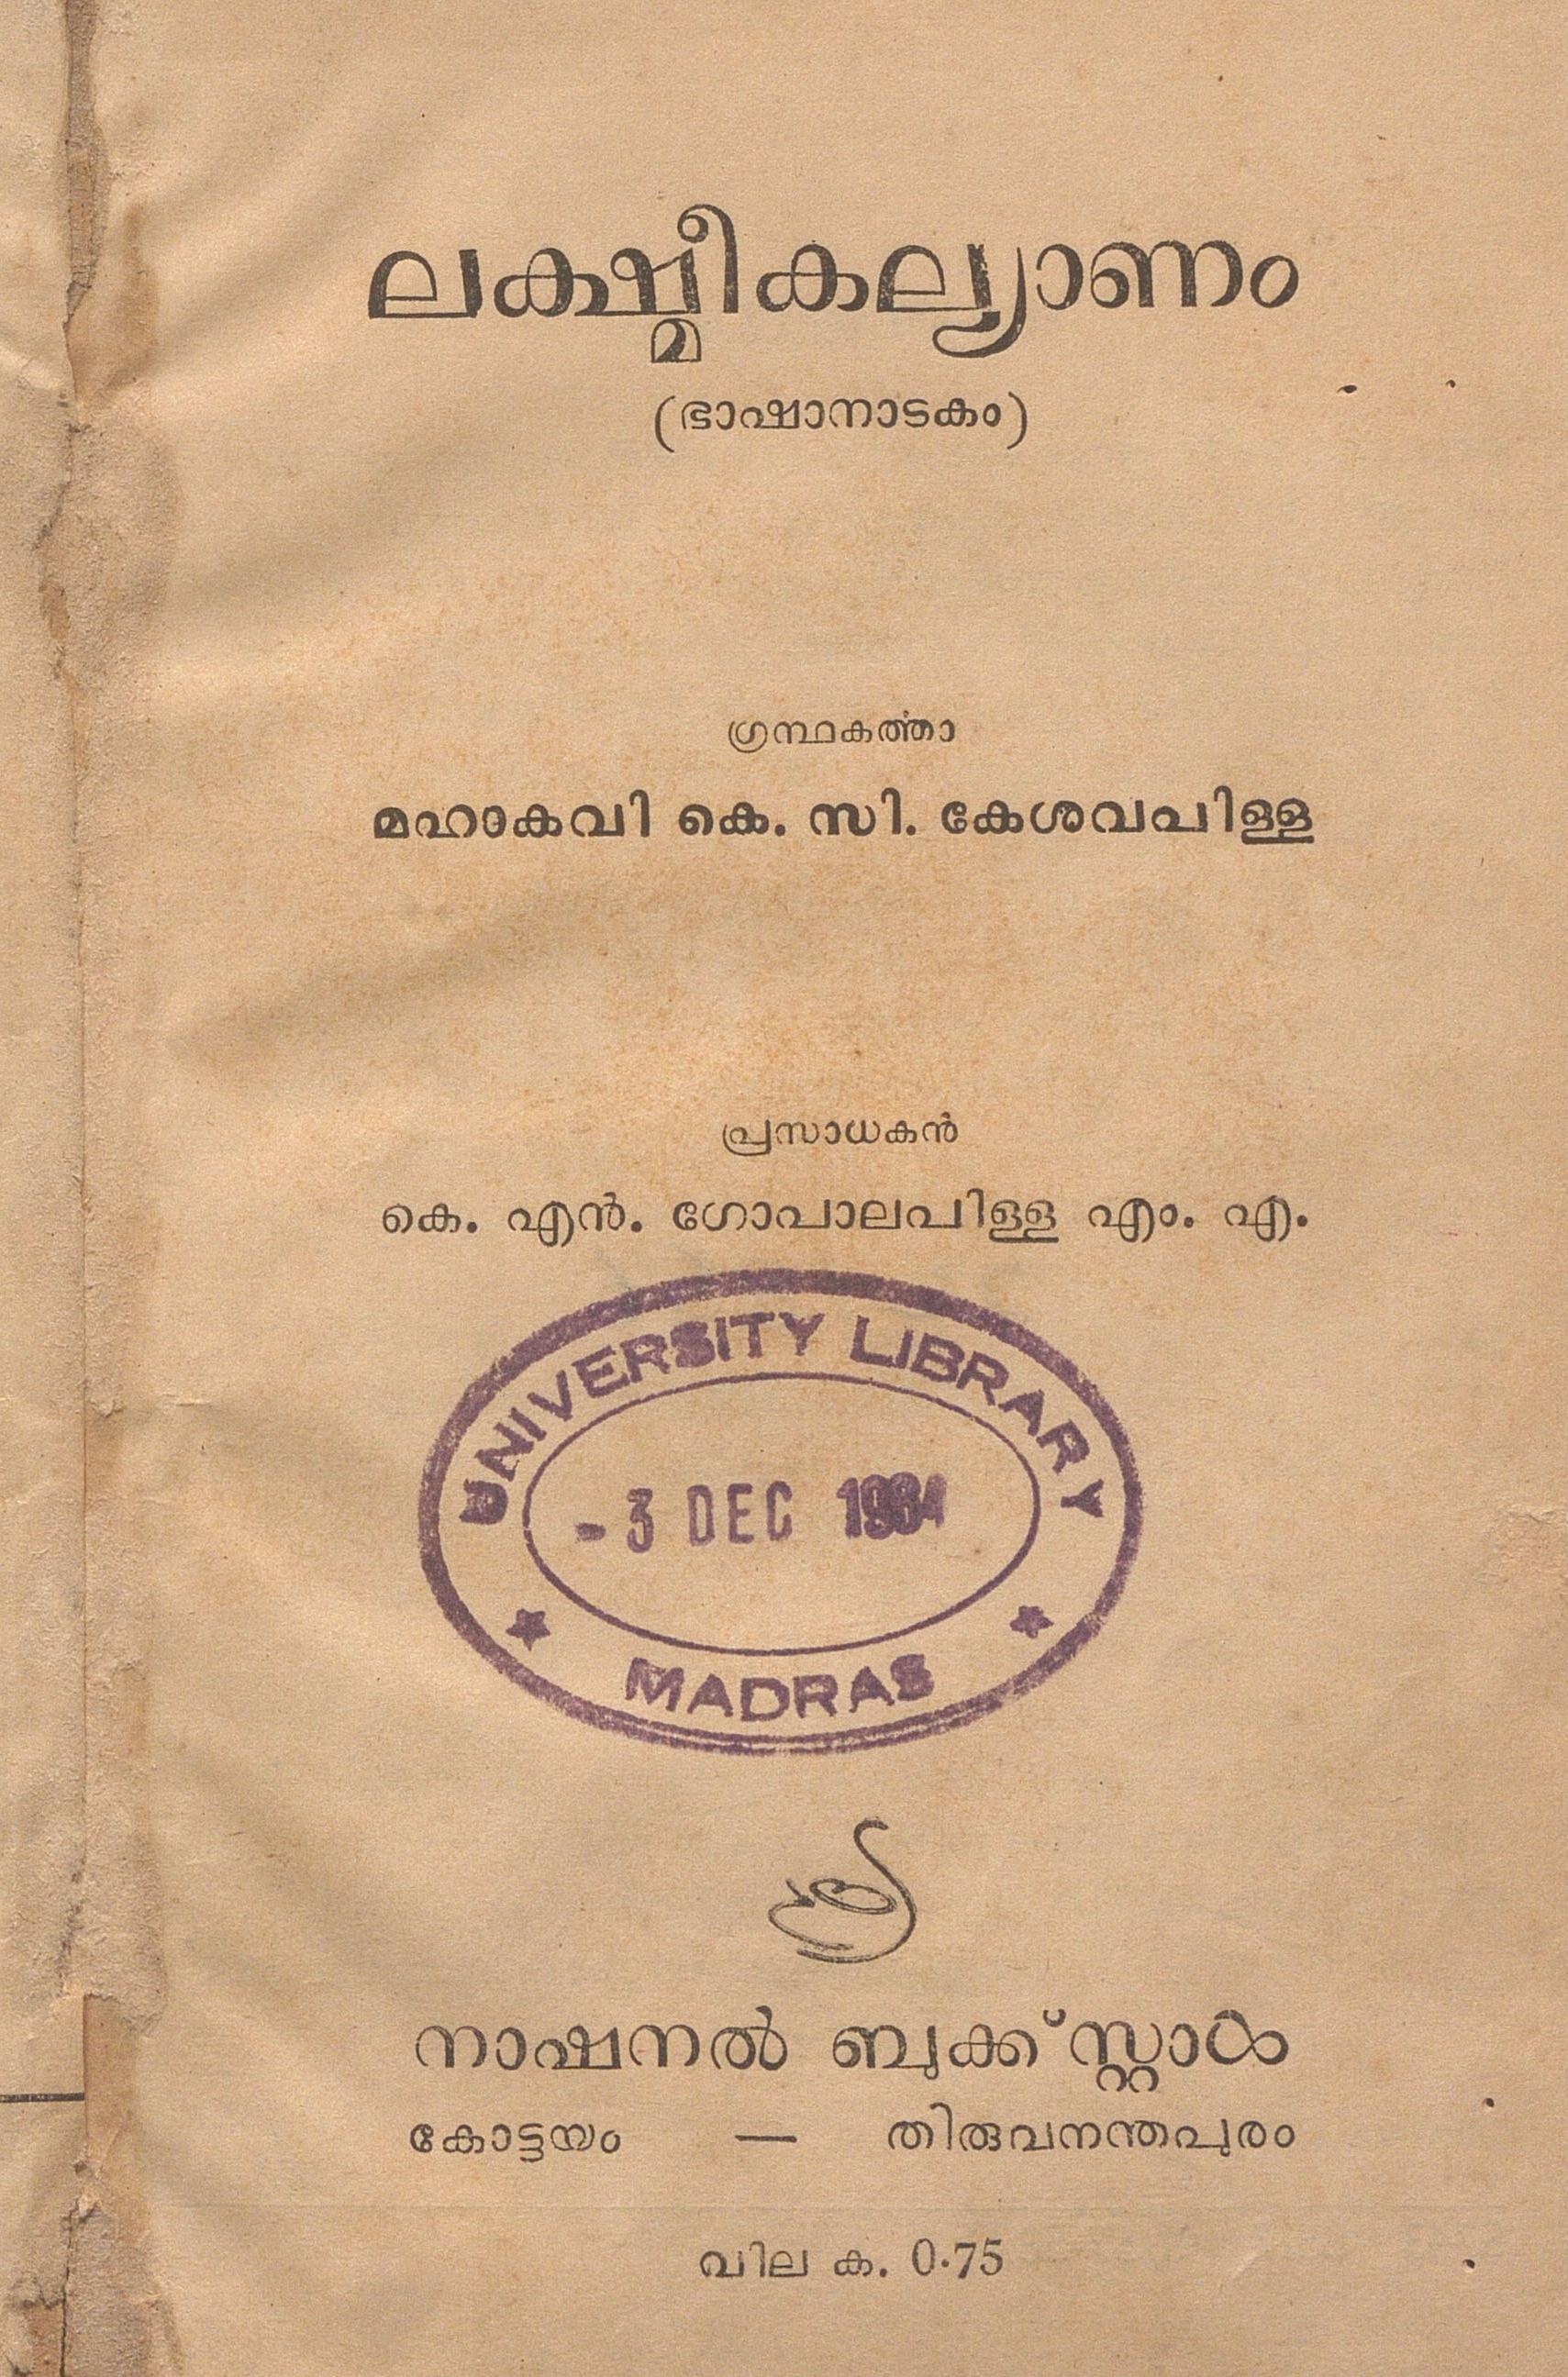 ലക്ഷ്മീകല്യാണം
(ഭാഷാനാടകം)
ഗ്രന്ഥകർത്താ
മഹാകവി കെ. സി. കേശവപിള്ള
പ്രസാധകൻ
കെ. എൻ. ഗോപാലപിള്ള എം. എ.
UNIVERSITY LIBRARY
-3 DEC
MADRAS
നാഷനൽ ബുക്ക് സ്റ്റാൾ
കോട്ടയം — തിരുവനന്തപുരം
വില ക. 0·75